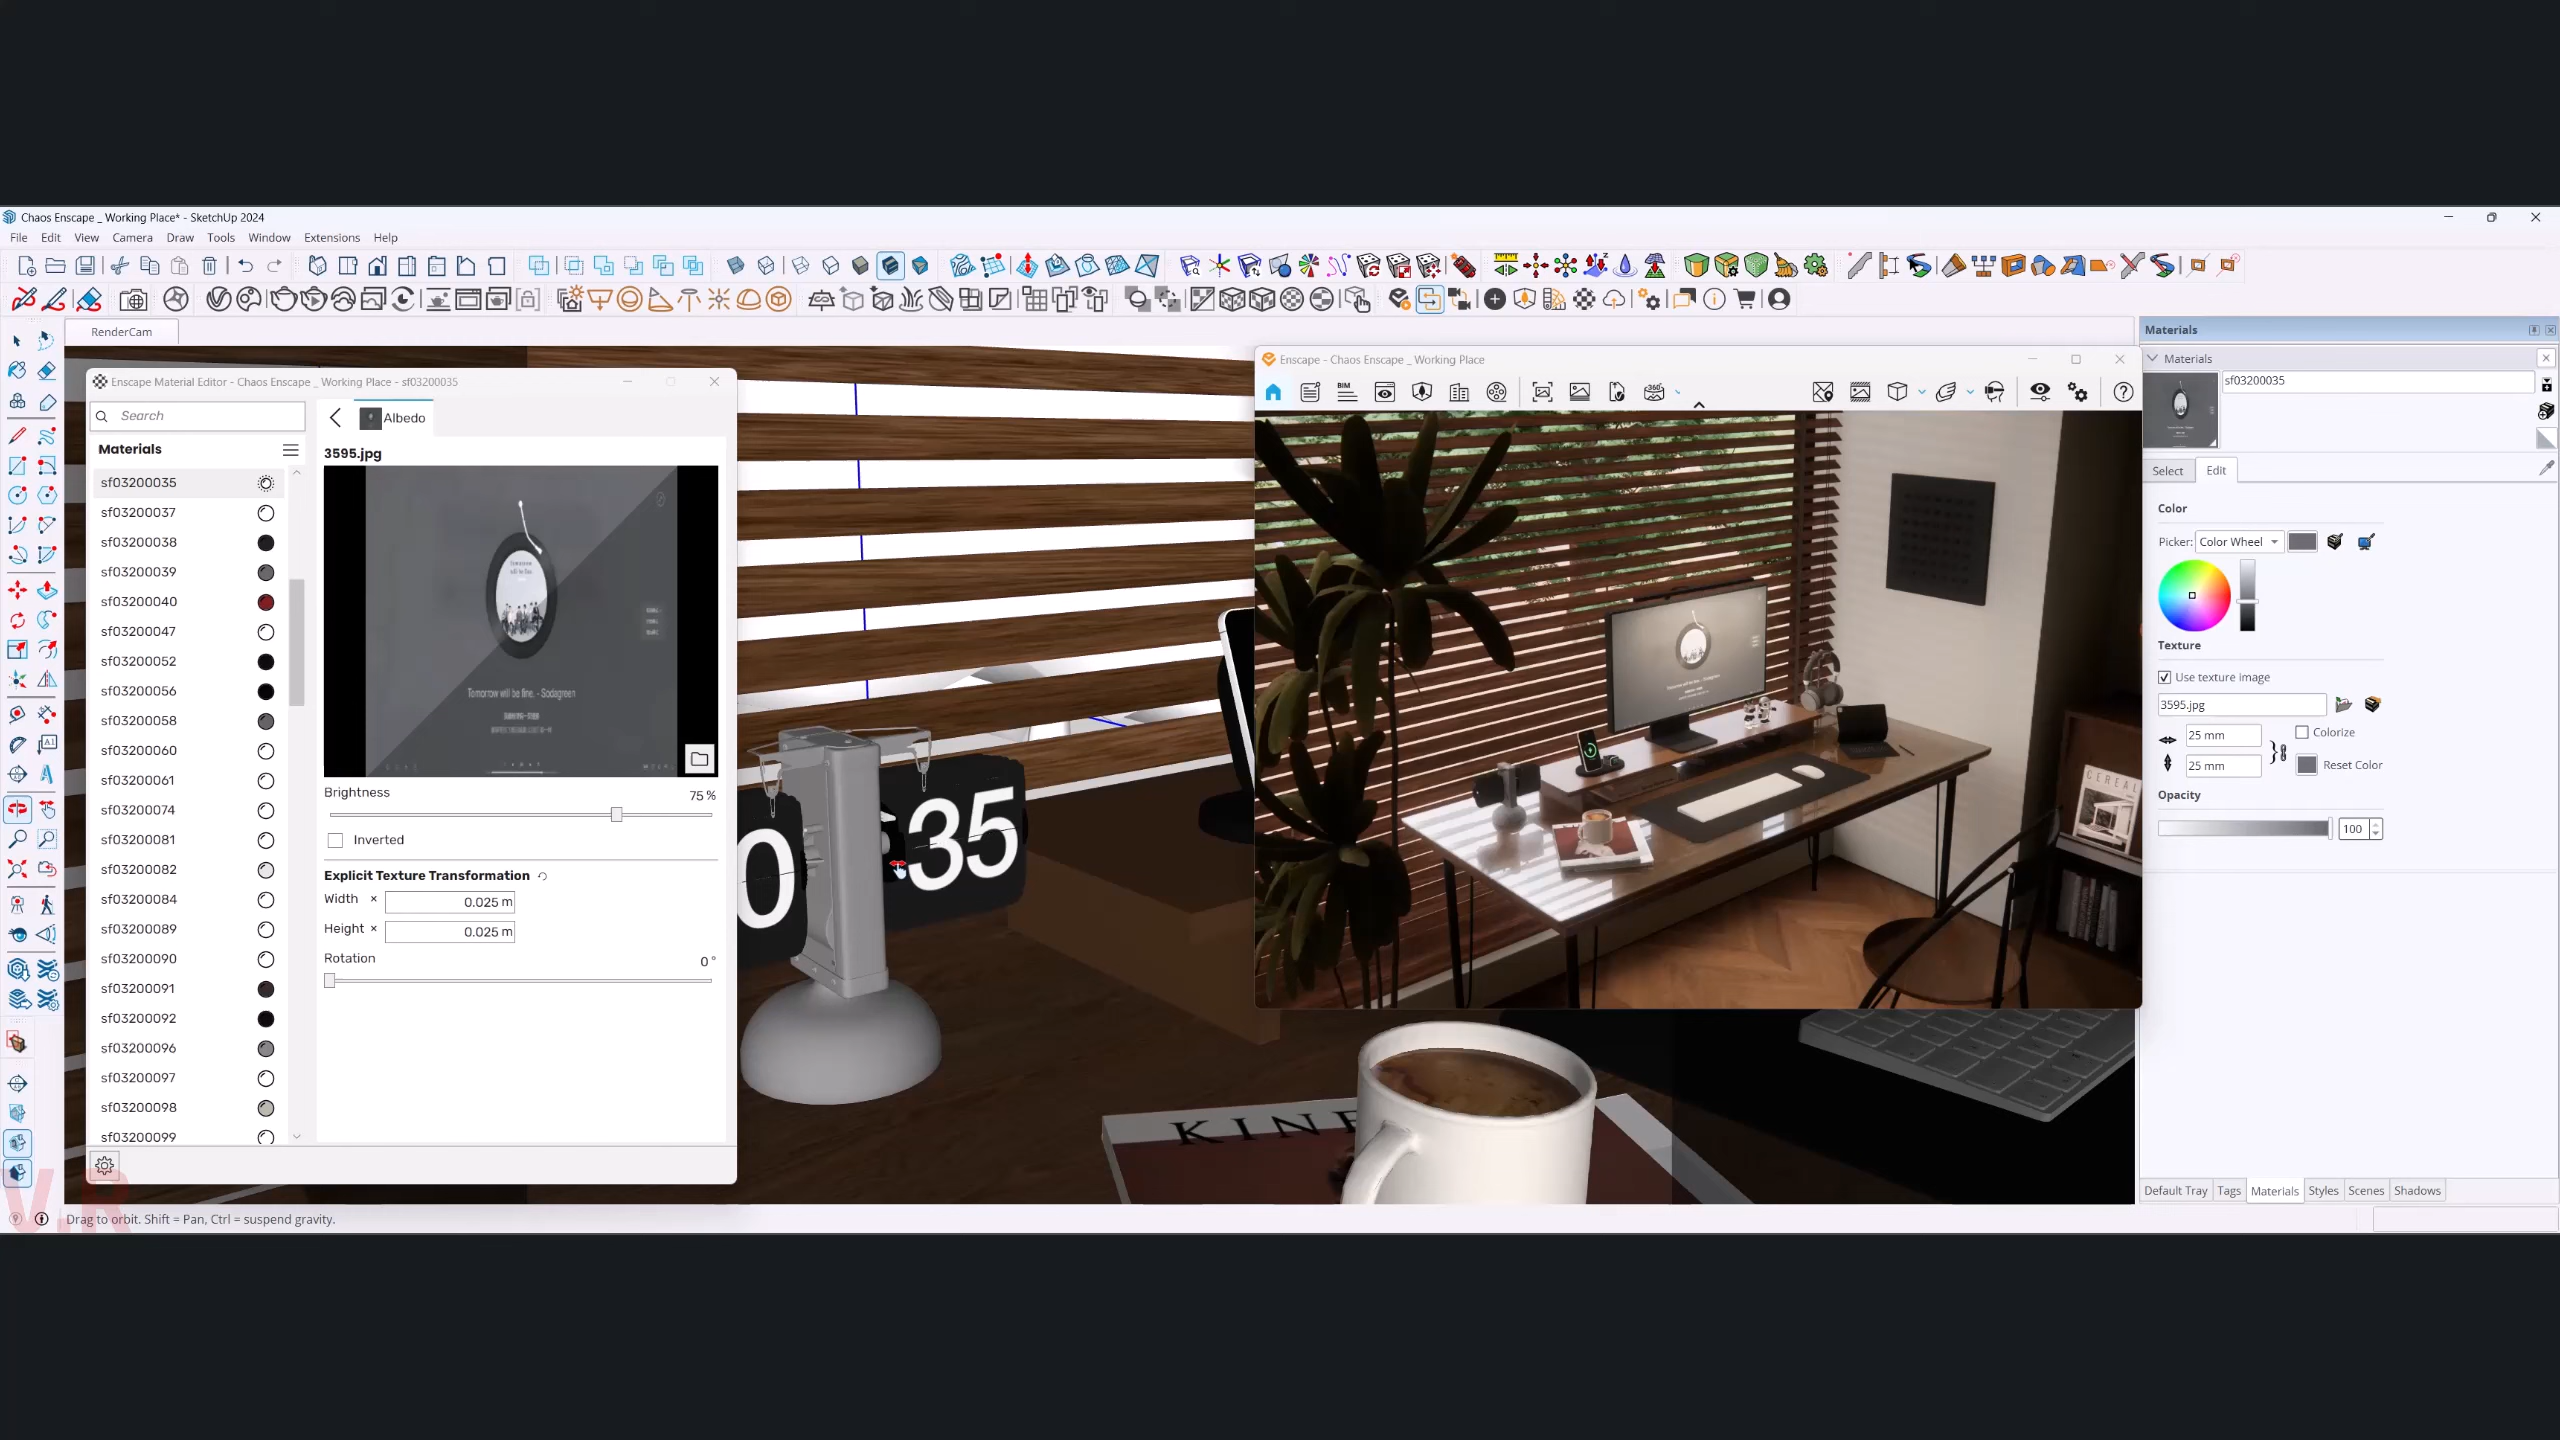 Chaos Enscape _ Working Place* - SketchUp 2024
File Edit View Camera Draw Tools Window Extensions Help
RenderCam
Enscape Material Editor - Chaos Enscape _ Working Place - sf03200035
Search
Materials
sf03200035
sf03200037
sf03200038
sf03200039
sf03200040
sf03200047
sf03200052
sf03200056
sf03200058
sf03200060
sf03200061
sf03200074
sf03200081
sf03200082
sf03200084
sf03200089
sf03200090
sf03200091
sf03200092
sf03200096
sf03200097
sf03200098
sf03200099
Albedo
3595.jpg
Tomorrow will be fine. - Sodagreen
Brightness 75 %
Inverted
Explicit Texture Transformation
Width × 0.025 m
Height × 0.025 m
Rotation 0 °
0 35
KINF
Enscape - Chaos Enscape _ Working Place
BIM
360°
CEREAL
Materials
Materials
sf03200035
Select Edit
Color
Picker: Color Wheel
Texture
Use texture image
3595.jpg
25 mm
Colorize
25 mm
Reset Color
Opacity
100
Default Tray Tags Materials Styles Scenes Shadows
V.R
Drag to orbit. Shift = Pan, Ctrl = suspend gravity.